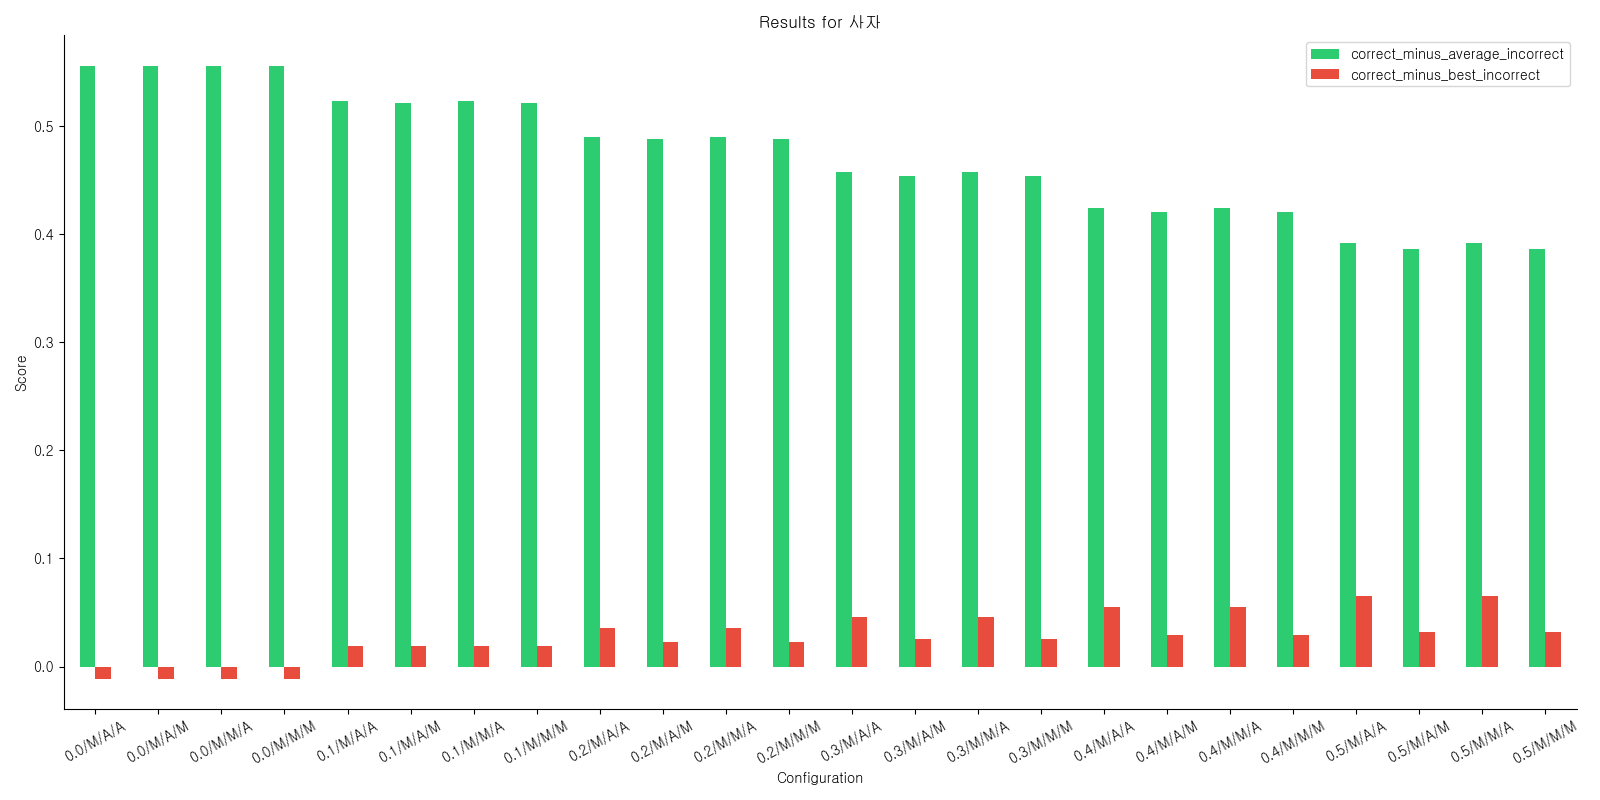 Results for 사자
correct_minus_average_incorrect
correct_minus_best_incorrect
0.5
0.4
0.3
0.2
0.1
0.0
Score
0.0/M/A/A
0.0/M/A/M
0.0/M/M/A
0.0/M/M/M
0.1/M/A/A
0.1/M/A/M
0.1/M/M/A
0.1/M/M/M
0.2/M/A/A
0.2/M/A/M
0.2/M/M/A
0.2/M/M/M
0.3/M/A/A
0.3/M/A/M
0.3/M/M/A
0.3/M/M/M
0.4/M/A/A
0.4/M/A/M
0.4/M/M/A
0.4/M/M/M
0.5/M/A/A
0.5/M/A/M
0.5/M/M/A
0.5/M/M/M
Configuration